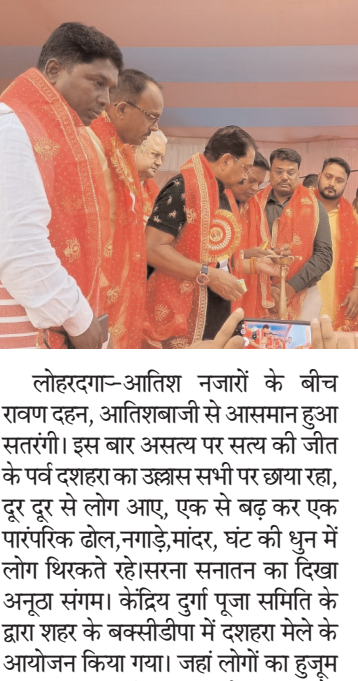 लोहरदगा–आतिश नजारों के बीच
रावण दहन, आतिशबाजी से आसमान हुआ
सतरंगी। इस बार असत्य पर सत्य की जीत
के पर्व दशहरा का उल्लास सभी पर छाया रहा,
दूर दूर से लोग आए, एक से बढ़ कर एक
पारंपरिक ढोल,नगाड़े,मांदर, घंट की धुन में
लोग थिरकते रहे।सरना सनातन का दिखा
अनूठा संगम। केंद्रिय दुर्गा पूजा समिति के
द्वारा शहर के बक्सीडीपा में दशहरा मेले के
आयोजन किया गया। जहां लोगों का हुजूम